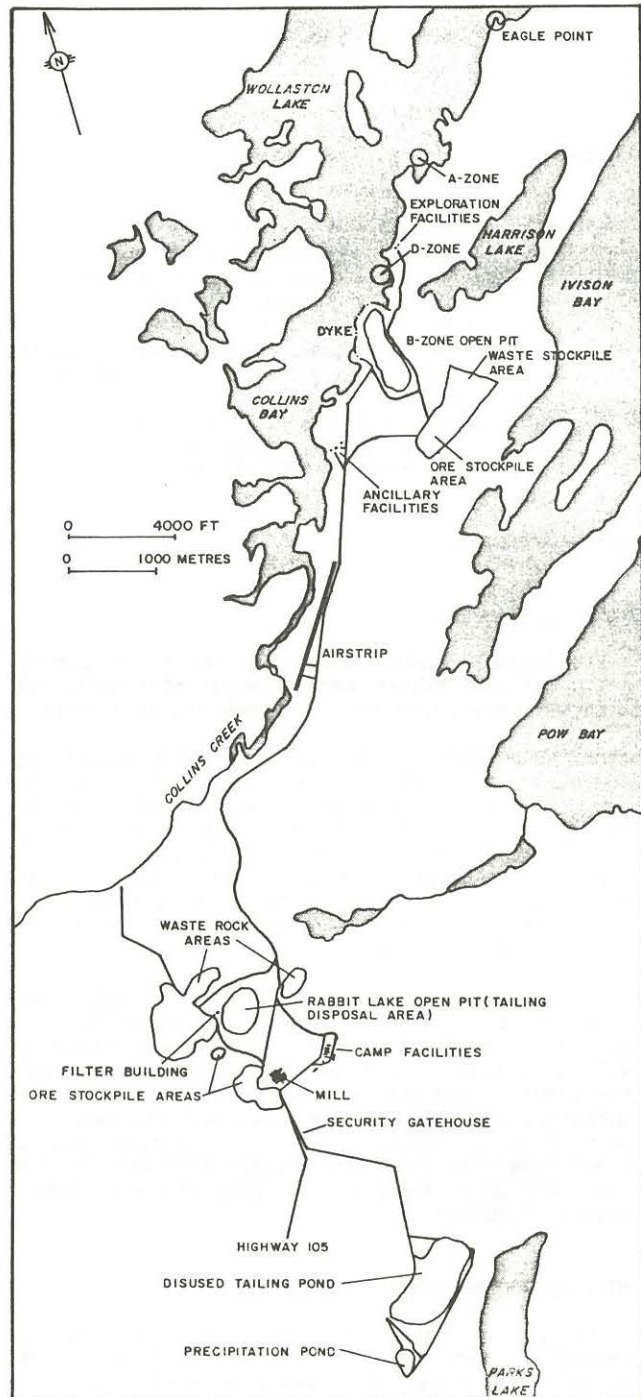 EAGLE POINT
N
WOLLASTON
LAKE
A-ZONE
EXPLORATION
FACILITIES
HARRISON
LAKE
D-ZONE
IVISON
BAY
DYKE
B-ZONE OPEN PIT
WASTE STOCKPILE
AREA
COLLINS
BAY
ORE STOCKPILE
AREA
ANCILLARY
FACILITIES
0 4000 FT
0 1000 METRES
AIRSTRIP
POW BAY
COLLINS CREEK
WASTE ROCK
AREAS
RABBIT LAKE OPEN PIT (TAILING
DISPOSAL AREA)
CAMP FACILITIES
FILTER BUILDING
ORE STOCKPILE AREAS
MILL
SECURITY GATEHOUSE
HIGHWAY 105
DISUSED TAILING POND
PRECIPITATION POND
PARKS
LAKE